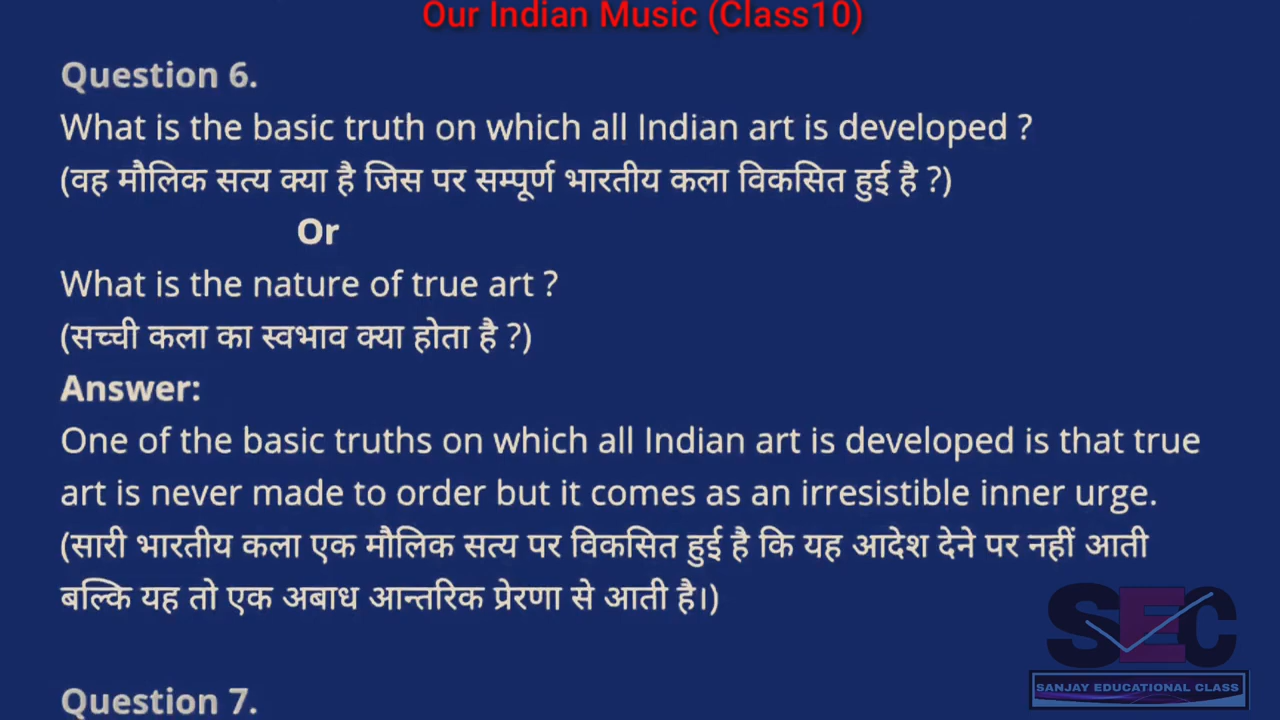 Our Indian Music (Class10)
Question 6.
What is the basic truth on which all Indian art is developed ?
(वह मौलिक सत्य क्या है जिस पर सम्पूर्ण भारतीय कला विकसित हुई है ?)
Or
What is the nature of true art ?
(सच्ची कला का स्वभाव क्या होता है ?)
Answer:
One of the basic truths on which all Indian art is developed is that true
art is never made to order but it comes as an irresistible inner urge.
(सारी भारतीय कला एक मौलिक सत्य पर विकसित हुई है कि यह आदेश देने पर नहीं आती
बल्कि यह तो एक अबाध आन्तरिक प्रेरणा से आती है।)
SEC
SANJAY EDUCATIONAL CLASS
Question 7.